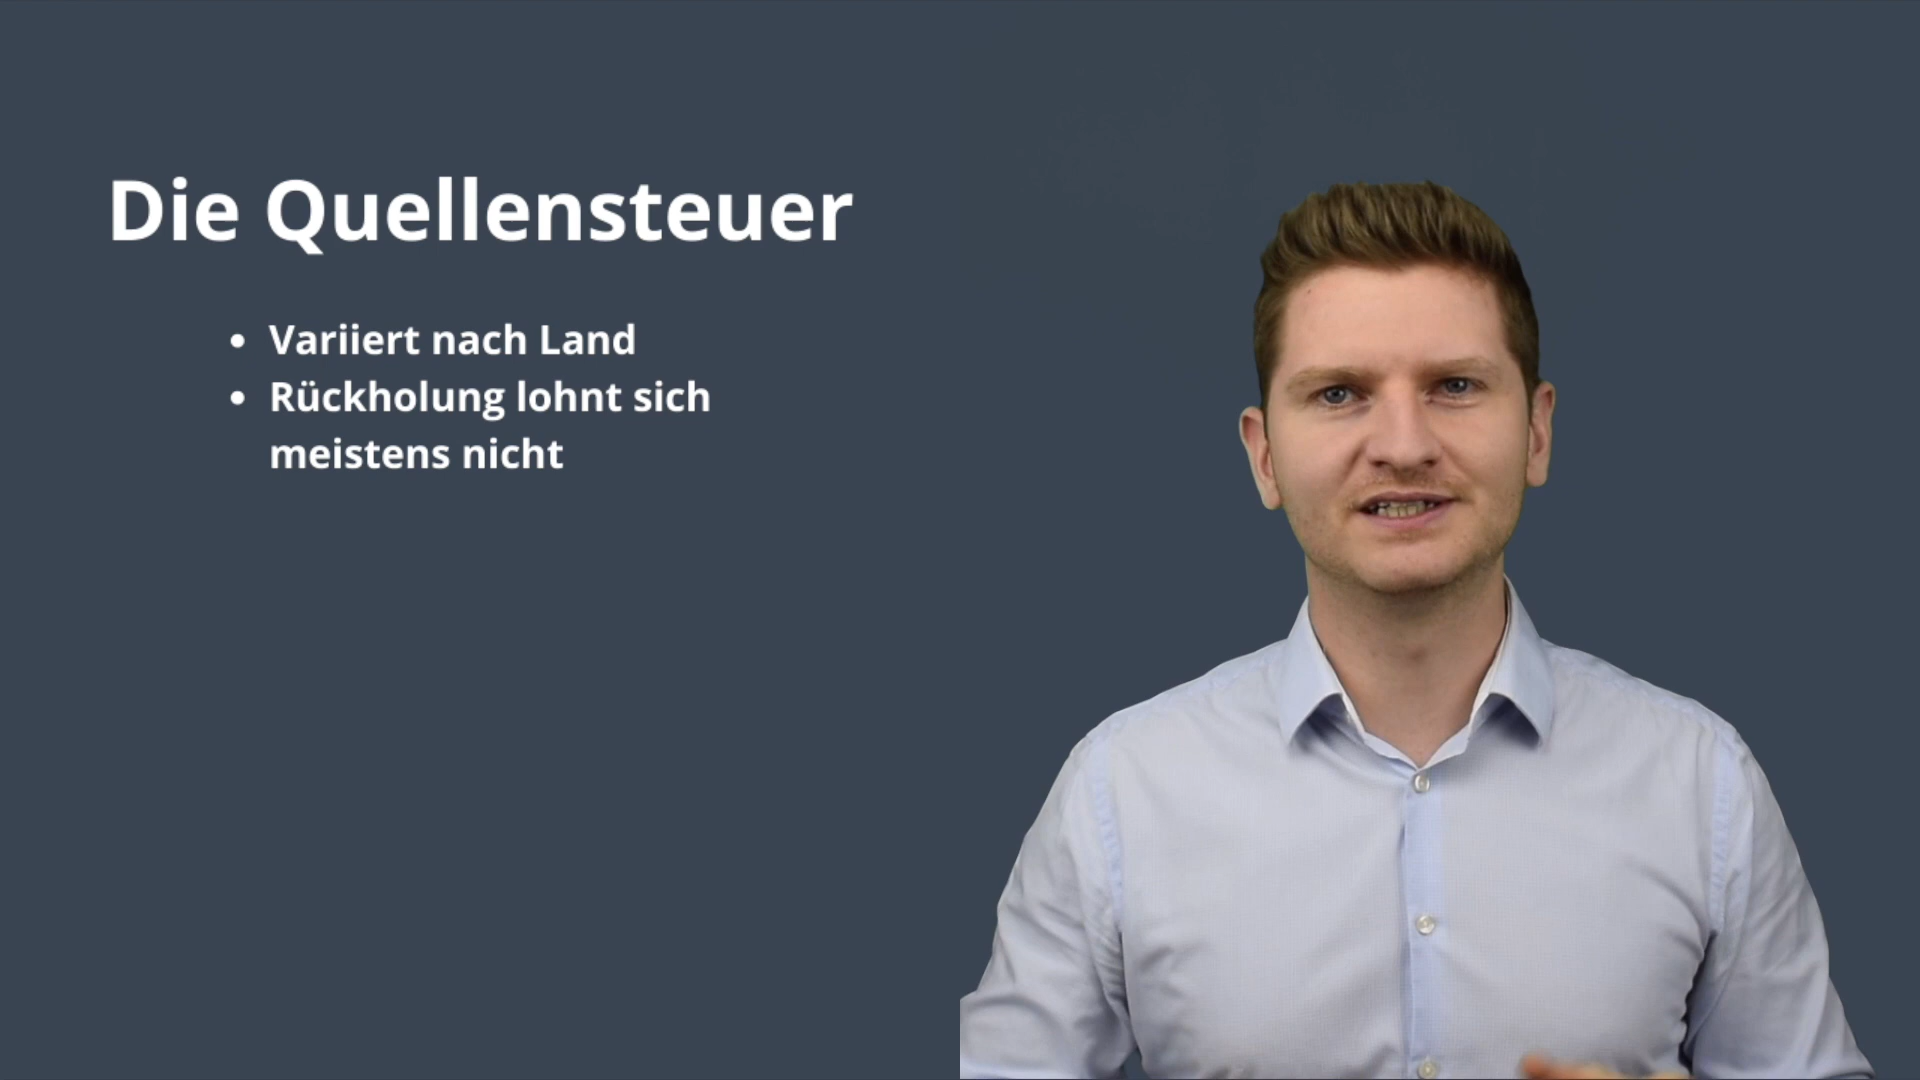 Die Quellensteuer
• Variiert nach Land
• Rückholung lohnt sich
meistens nicht